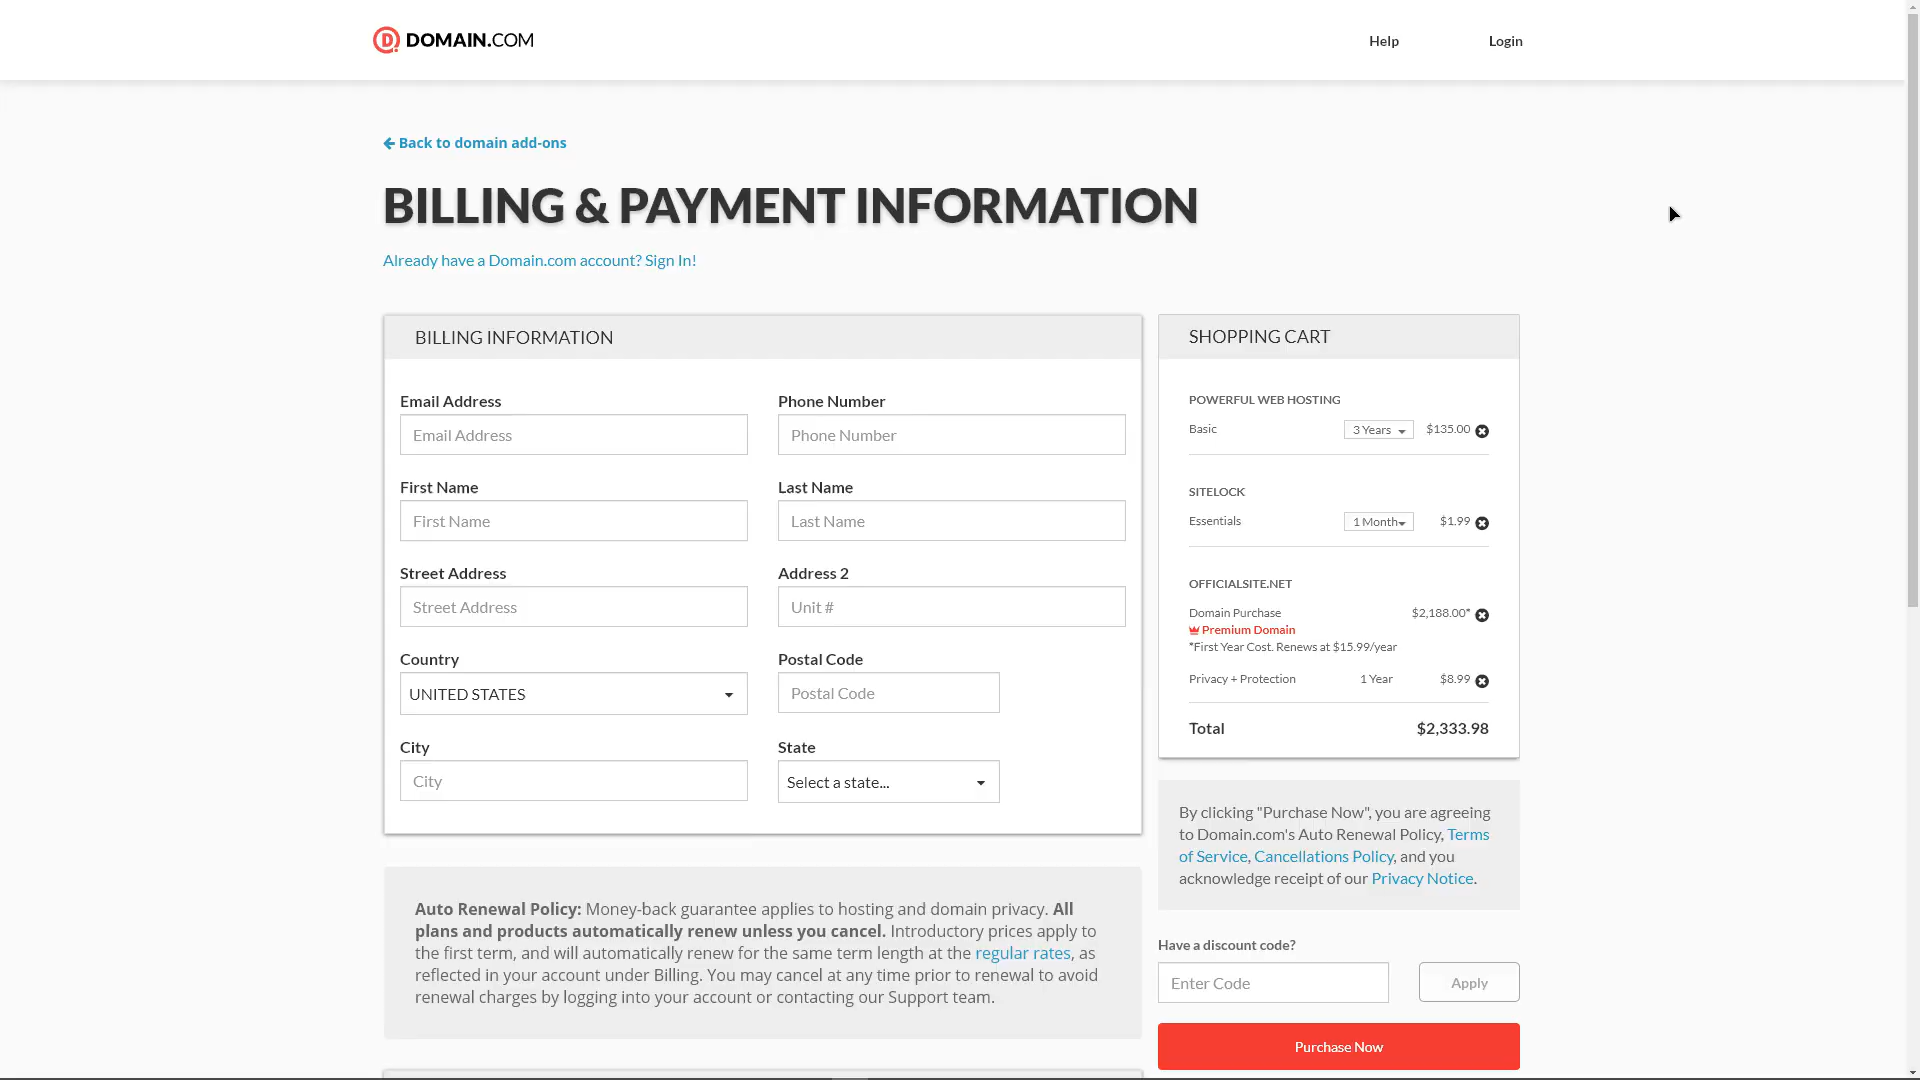 DOMAIN.COM
Help
Login
Back to domain add-ons
BILLING & PAYMENT INFORMATION
Already have a Domain.com account? Sign In!
BILLING INFORMATION
Email Address
Phone Number
Email Address
Phone Number
First Name
Last Name
First Name
Last Name
Street Address
Address 2
Street Address
Unit #
Country
Postal Code
UNITED STATES
Postal Code
City
State
City
Select a state...
Auto Renewal Policy: Money-back guarantee applies to hosting and domain privacy. All
plans and products automatically renew unless you cancel. Introductory prices apply to
the first term, and will automatically renew for the same term length at the regular rates, as
reflected in your account under Billing. You may cancel at any time prior to renewal to avoid
renewal charges by logging into your account or contacting our Support team.
SHOPPING CART
POWERFUL WEB HOSTING
Basic 3 Years $135.00
SITELOCK
Essentials 1 Month $1.99
OFFICIALSITE.NET
Domain Purchase $2,188.00*
Premium Domain
*First Year Cost. Renews at $15.99/year
Privacy + Protection 1 Year $8.99
Total $2,333.98
By clicking "Purchase Now", you are agreeing
to Domain.com's Auto Renewal Policy, Terms
of Service, Cancellations Policy, and you
acknowledge receipt of our Privacy Notice.
Have a discount code?
Enter Code
Apply
Purchase Now